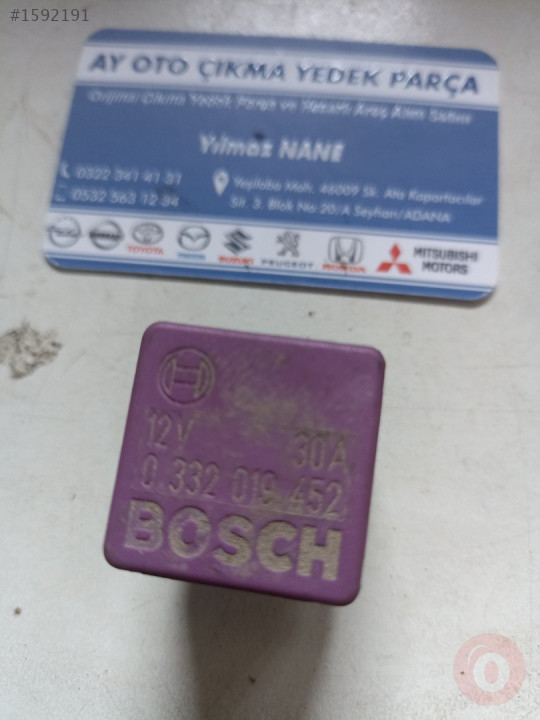 #1592191
AY OTO ÇIKMA YEDEK PARÇA
Orijinal Çıkma Yedek Parça ve Hasarlı Araç Alım Satımı
Yılmaz NANE
0322 341 41 31
0532 563 12 34
Yeşiloba Mah. 46009 Sk. Ata Kaportacılar
Sit. 3. Blok No:20/A Seyhan/ADANA
TOYOTA
SUZUKI
PEUGEOT
HONDA
MITSUBISHI
MOTORS
12V 30A
0 332 019 452
BOSCH